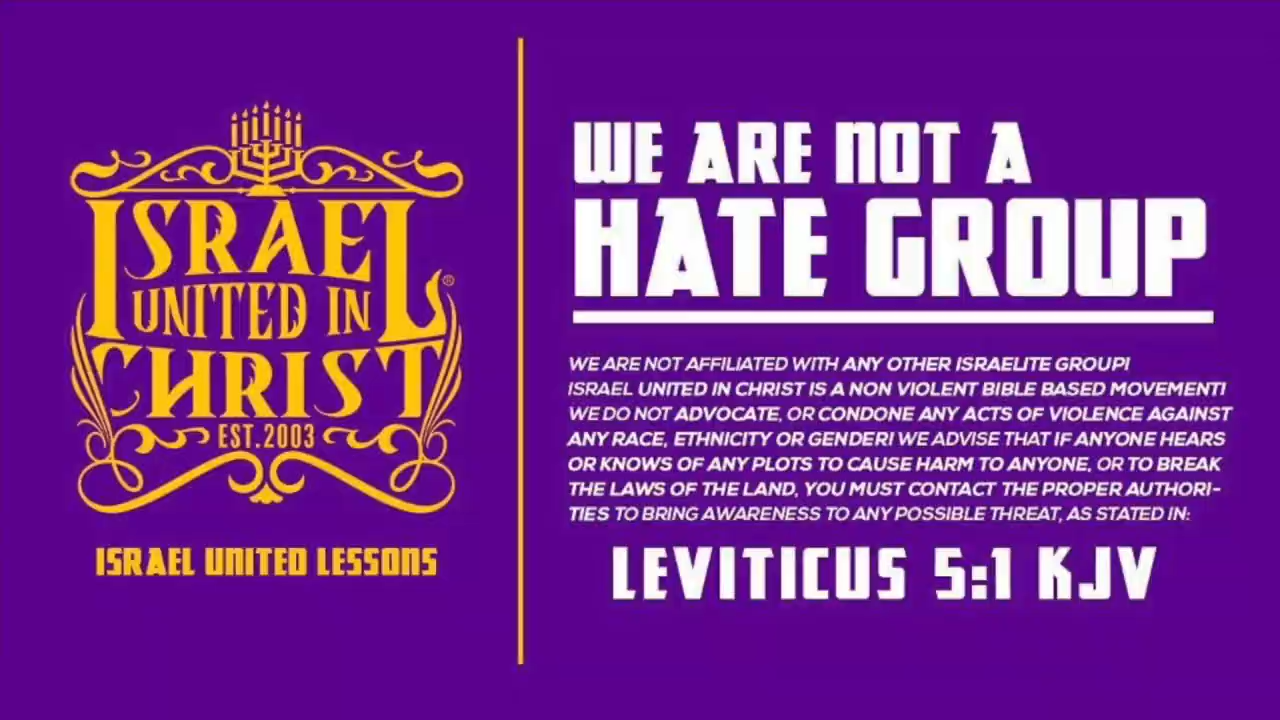 ISRAEL
UNITED IN
CHRIST
EST. 2003
®
ISRAEL UNITED LESSONS
WE ARE NOT A
HATE GROUP
WE ARE NOT AFFILIATED WITH ANY OTHER ISRAELITE GROUP!
ISRAEL UNITED IN CHRIST IS A NON VIOLENT BIBLE BASED MOVEMENT!
WE DO NOT ADVOCATE, OR CONDONE ANY ACTS OF VIOLENCE AGAINST
ANY RACE, ETHNICITY OR GENDER! WE ADVISE THAT IF ANYONE HEARS
OR KNOWS OF ANY PLOTS TO CAUSE HARM TO ANYONE, OR TO BREAK
THE LAWS OF THE LAND, YOU MUST CONTACT THE PROPER AUTHORI-
TIES TO BRING AWARENESS TO ANY POSSIBLE THREAT, AS STATED IN:
LEVITICUS 5:1 KJV